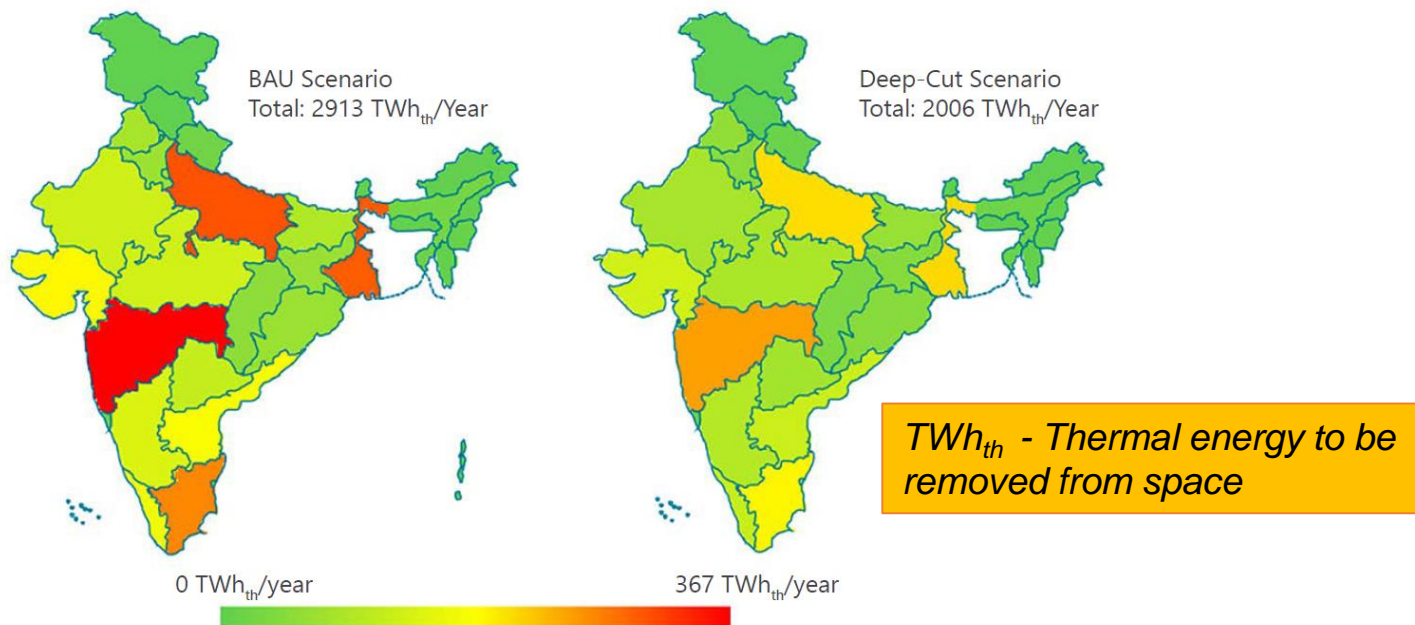 BAU Scenario
Total: 2913 TWhth/Year
Deep-Cut Scenario
Total: 2006 TWhth/Year
TWhth - Thermal energy to be
removed from space
0 TWhth/year
367 TWhth/year